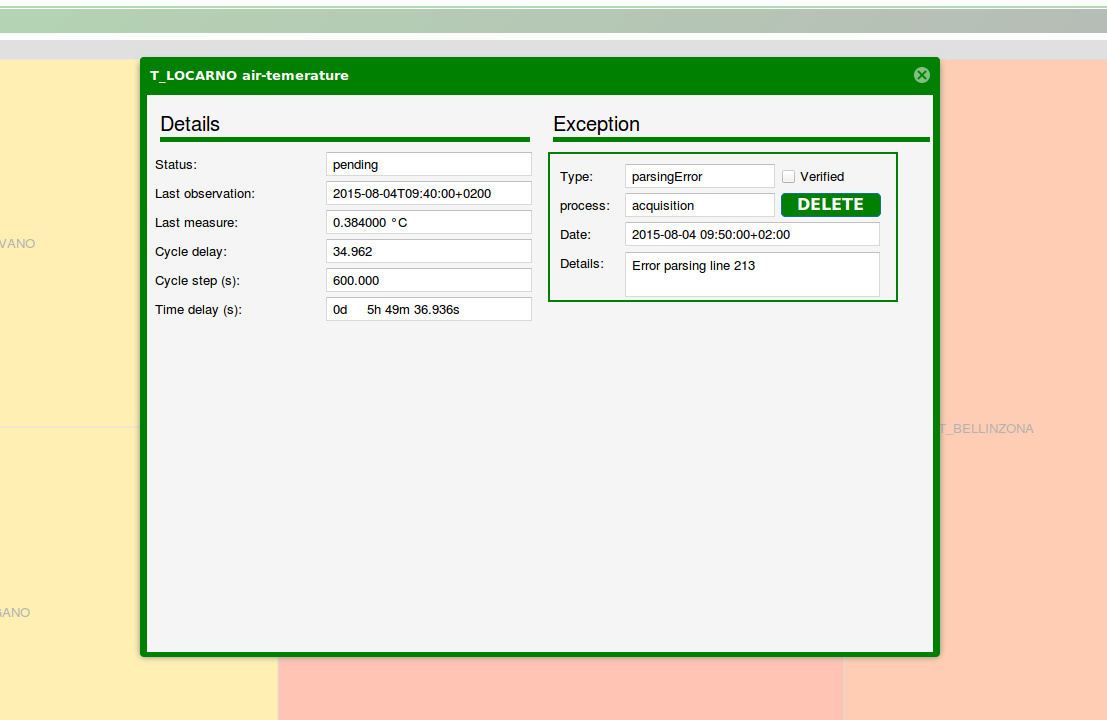 T_LOCARNO air-temerature
Details
Status: pending
Last observation: 2015-08-04T09:40:00+0200
Last measure: 0.384000 °C
Cycle delay: 34.962
Cycle step (s): 600.000
Time delay (s): 0d 5h 49m 36.936s
Exception
Type: parsingError Verified
process: acquisition DELETE
Date: 2015-08-04 09:50:00+02:00
Details: Error parsing line 213
VANO
T_BELLINZONA
GANO